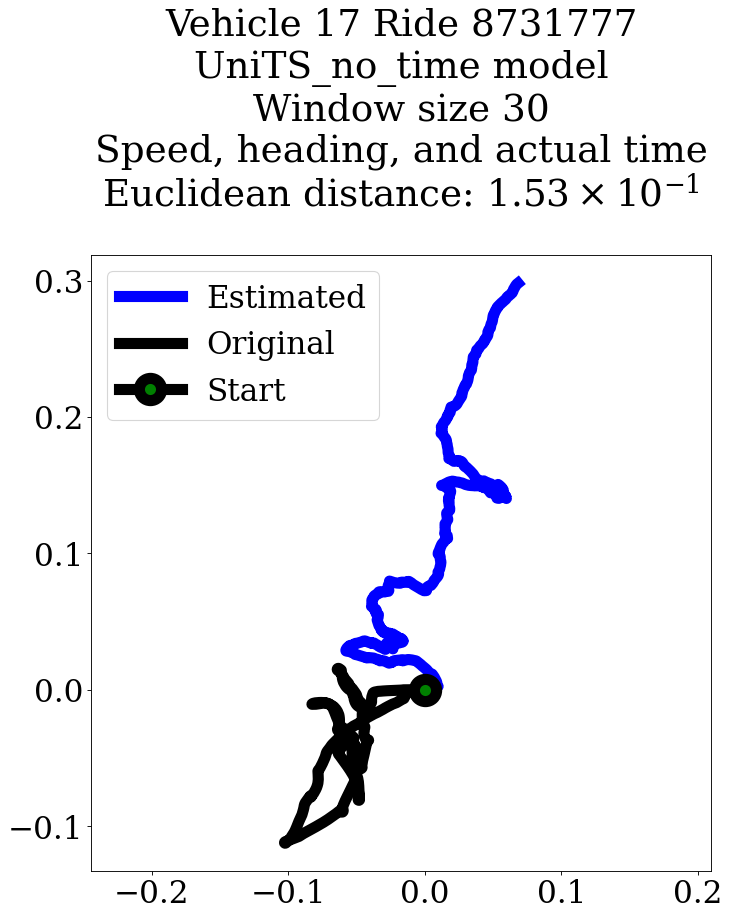 Vehicle 17 Ride 8731777
UniTS_no_time model
Window size 30
Speed, heading, and actual time
Euclidean distance: 1.53 × 10⁻¹
Estimated
Original
Start
0.3
0.2
0.1
0.0
−0.1
−0.2 −0.1 0.0 0.1 0.2